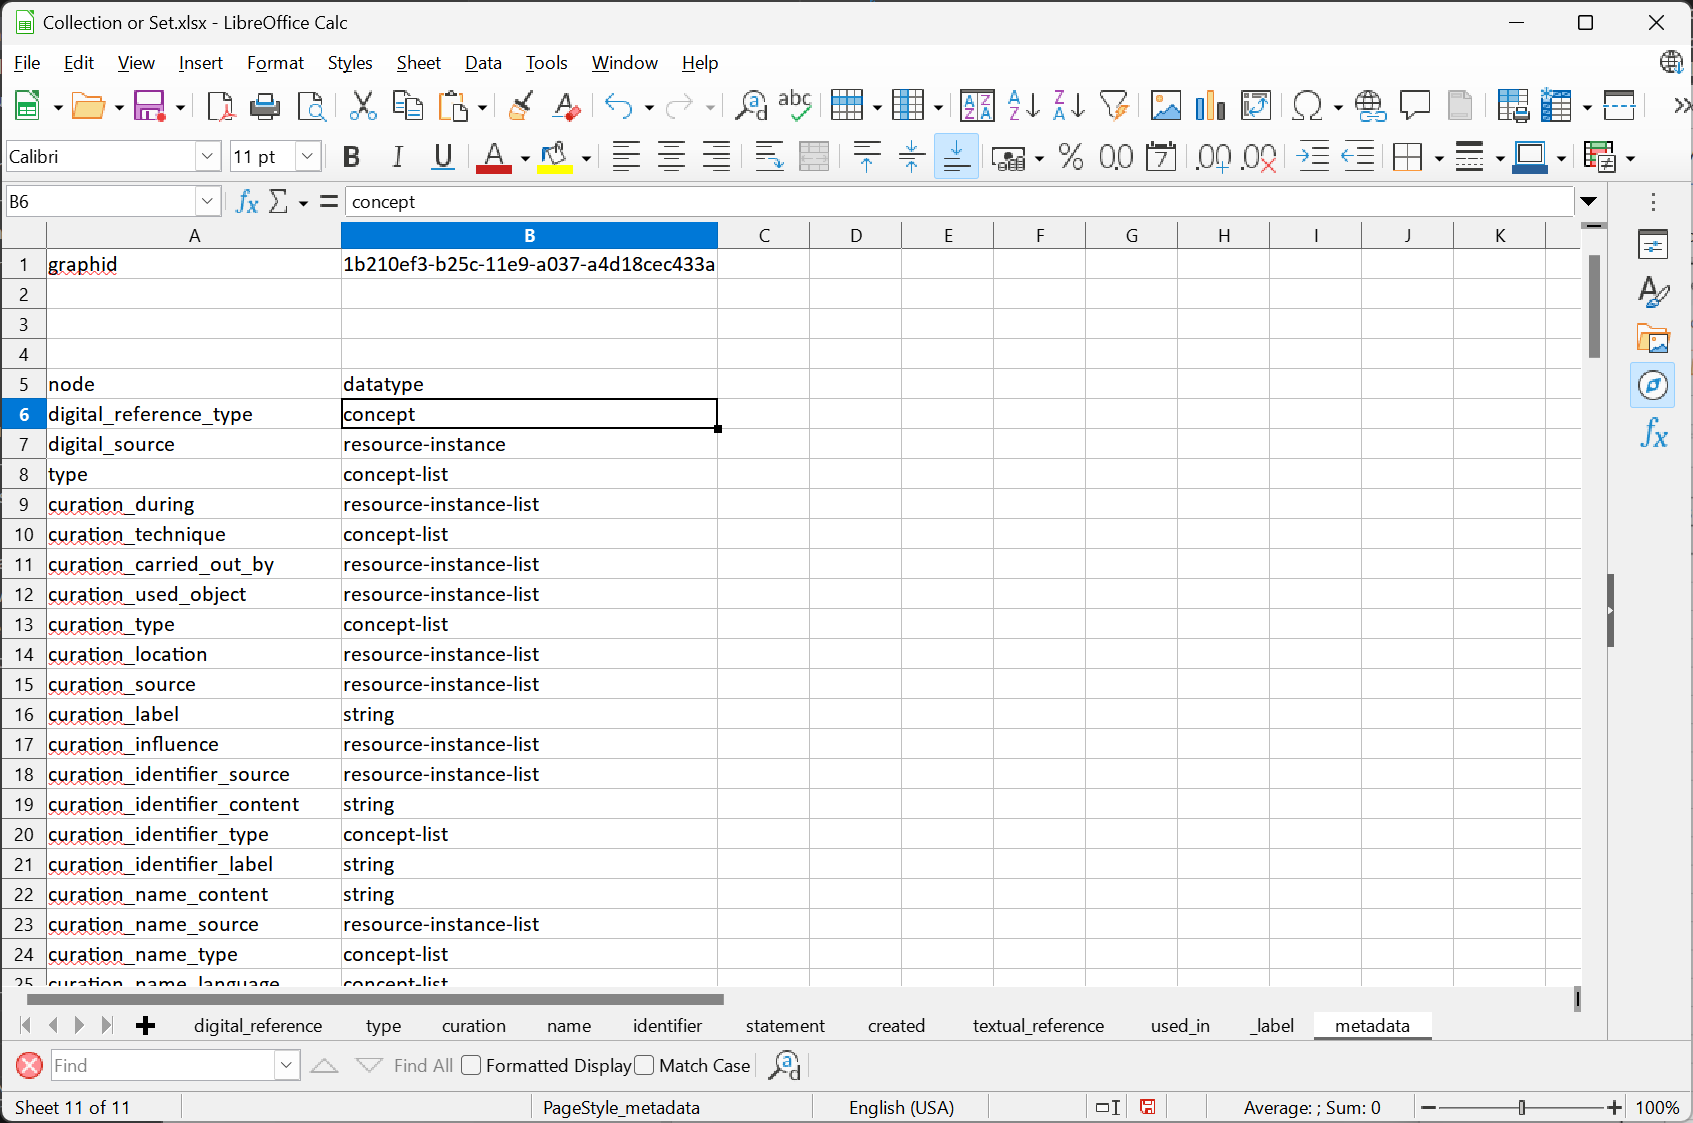 Collection or Set.xlsx - LibreOffice Calc
File Edit View Insert Format Styles Sheet Data Tools Window Help
Calibri 11 pt
B6 concept
A B C D E F G H I J K
1 graphid 1b210ef3-b25c-11e9-a037-a4d18cec433a
2
3
4
5 node datatype
6 digital_reference_type concept
7 digital_source resource-instance
8 type concept-list
9 curation_during resource-instance-list
10 curation_technique concept-list
11 curation_carried_out_by resource-instance-list
12 curation_used_object resource-instance-list
13 curation_type concept-list
14 curation_location resource-instance-list
15 curation_source resource-instance-list
16 curation_label string
17 curation_influence resource-instance-list
18 curation_identifier_source resource-instance-list
19 curation_identifier_content string
20 curation_identifier_type concept-list
21 curation_identifier_label string
22 curation_name_content string
23 curation_name_source resource-instance-list
24 curation_name_type concept-list
25 curation_name_language concept-list
digital_reference type curation name identifier statement created textual_reference used_in _label metadata
Find Find All Formatted Display Match Case
Sheet 11 of 11 PageStyle_metadata English (USA) Average: ; Sum: 0 100%